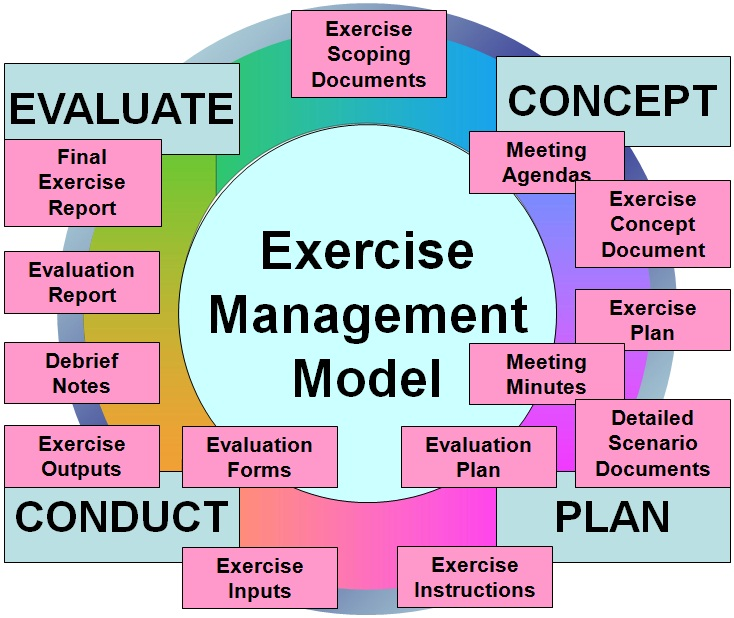 Exercise
Scoping
Documents
EVALUATE
CONCEPT
Final
Exercise
Report
Meeting
Agendas
Exercise
Concept
Document
Exercise
Management
Model
Evaluation
Report
Exercise
Plan
Debrief
Notes
Meeting
Minutes
Detailed
Scenario
Documents
Exercise
Outputs
Evaluation
Forms
Evaluation
Plan
CONDUCT
PLAN
Exercise
Inputs
Exercise
Instructions